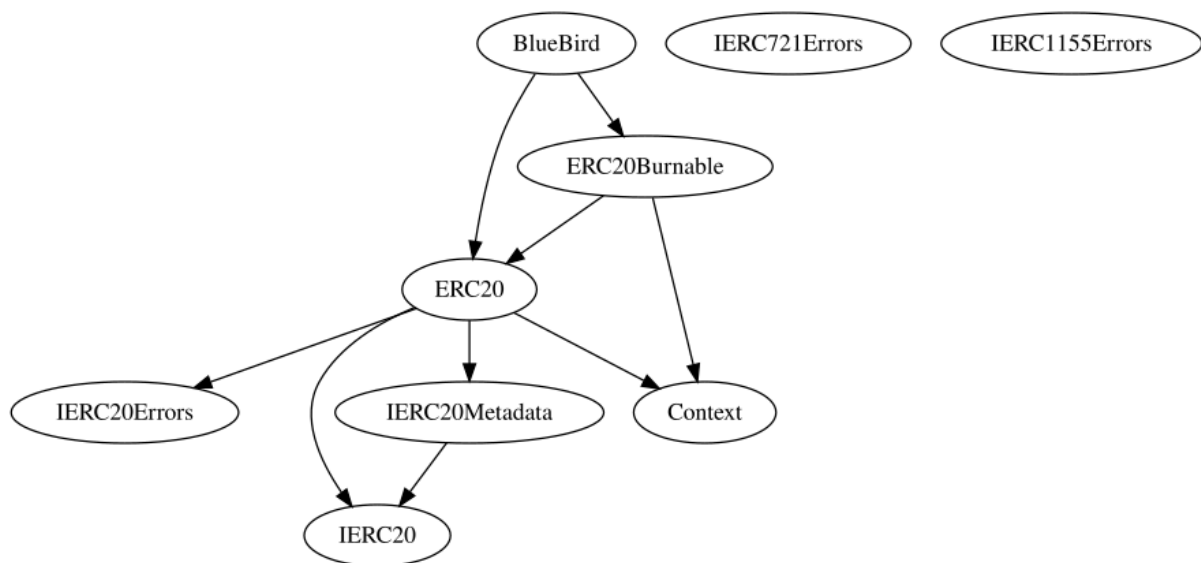 BlueBird
IERC721Errors
IERC1155Errors
ERC20Burnable
ERC20
IERC20Errors
IERC20Metadata
Context
IERC20